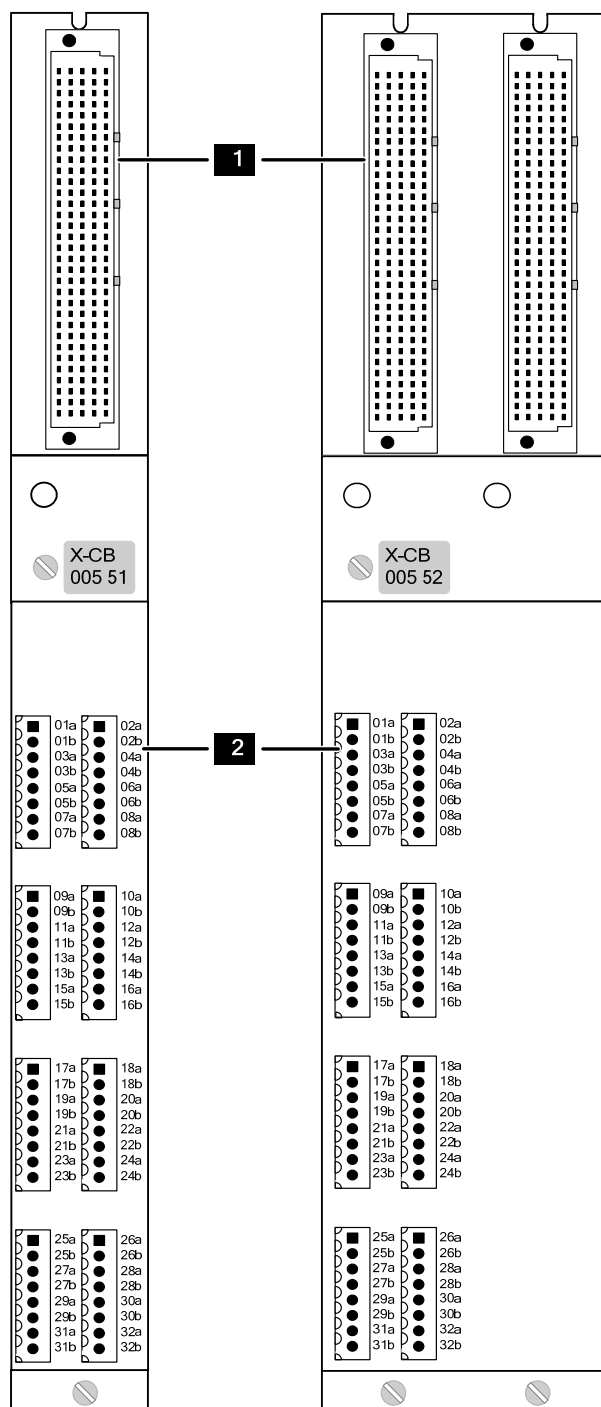 1
X-CB
005 51
X-CB
005 52
2
01a 02a
01b 02b
03a 04a
03b 04b
05a 06a
05b 06b
07a 08a
07b 08b
09a 10a
09b 10b
11a 12a
11b 12b
13a 14a
13b 14b
15a 16a
15b 16b
17a 18a
17b 18b
19a 20a
19b 20b
21a 22a
21b 22b
23a 24a
23b 24b
25a 26a
25b 26b
27a 28a
27b 28b
29a 30a
29b 30b
31a 32a
31b 32b
01a 02a
01b 02b
03a 04a
03b 04b
05a 06a
05b 06b
07a 08a
07b 08b
09a 10a
09b 10b
11a 12a
11b 12b
13a 14a
13b 14b
15a 16a
15b 16b
17a 18a
17b 18b
19a 20a
19b 20b
21a 22a
21b 22b
23a 24a
23b 24b
25a 26a
25b 26b
27a 28a
27b 28b
29a 30a
29b 30b
31a 32a
31b 32b